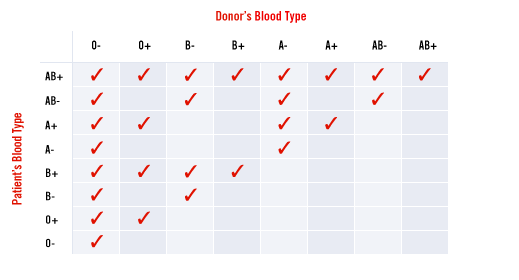 Donor's Blood Type
O- O+ B- B+ A- A+ AB- AB+
Patient's Blood Type
AB+ ✓ ✓ ✓ ✓ ✓ ✓ ✓ ✓
AB- ✓ ✓ ✓ ✓
A+ ✓ ✓ ✓ ✓
A- ✓ ✓
B+ ✓ ✓ ✓ ✓
B- ✓ ✓
O+ ✓ ✓
O- ✓